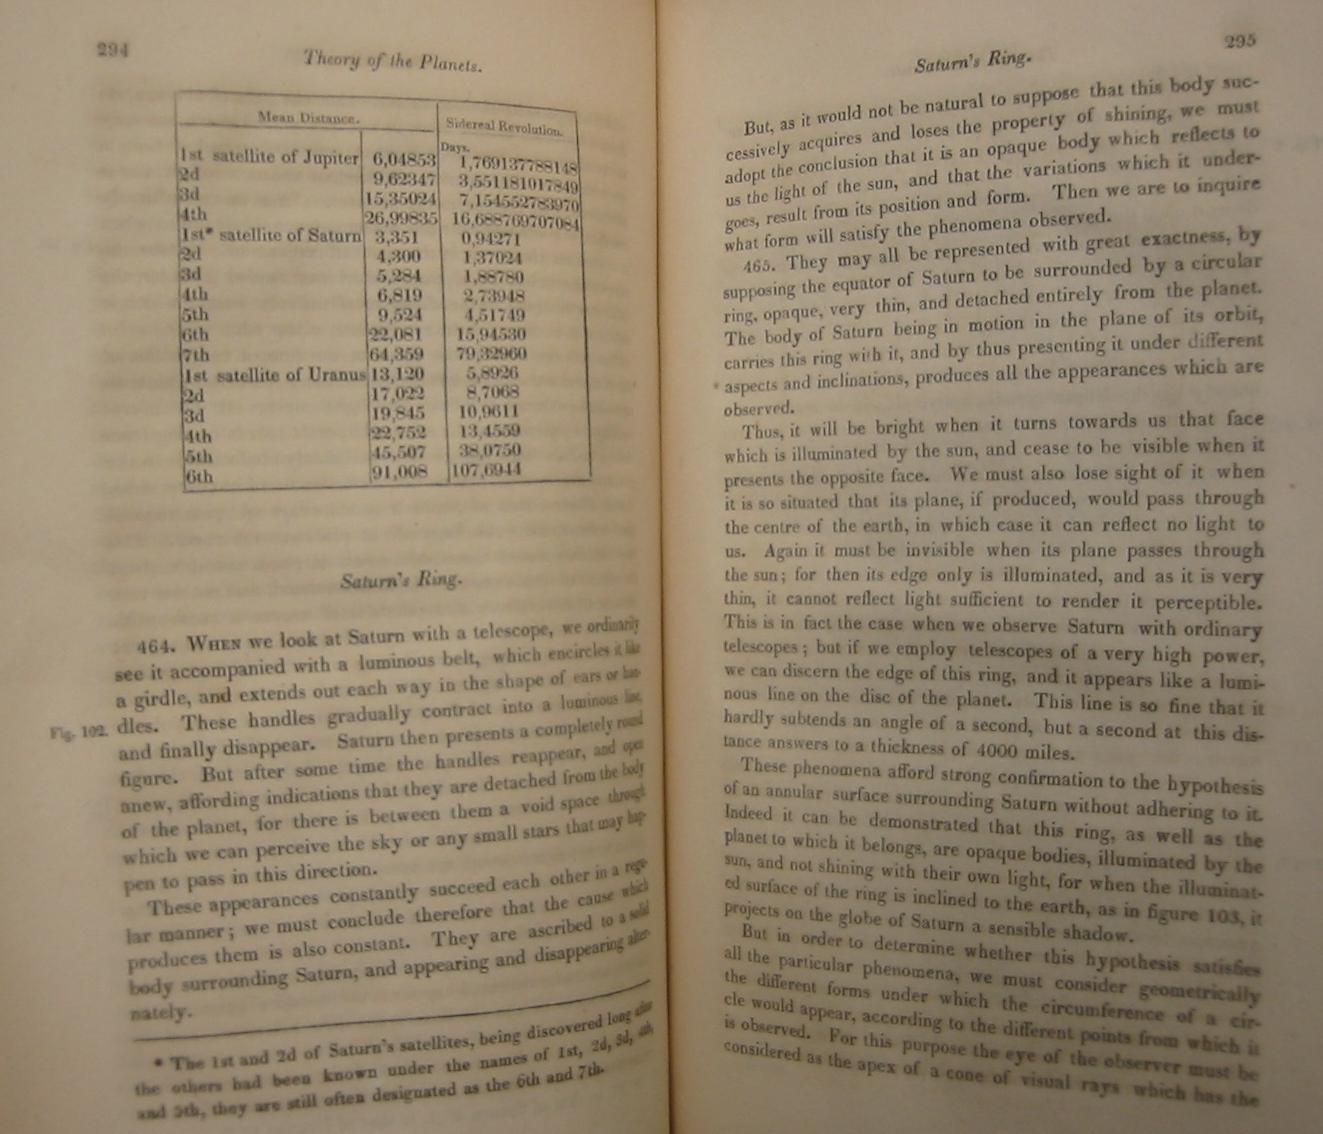 294
Theory of the Planets.
Mean Distance. Sidereal Revolution.
Days.
1st satellite of Jupiter 6,04853 1,769137788148
2d 9,62347 3,551181017849
3d 15,35024 7,154552783970
4th 26,99835 16,688769707084
1st* satellite of Saturn 3,351 0,94271
2d 4,300 1,37024
3d 5,284 1,88780
4th 6,819 2,73948
5th 9,524 4,51749
6th 22,081 15,94530
7th 64,359 79,32960
1st satellite of Uranus 13,120 5,8926
2d 17,022 8,7068
3d 19,845 10,9611
4th 22,752 13,4559
5th 45,507 38,0750
6th 91,008 107,6944
Saturn's Ring.
464. WHEN we look at Saturn with a telescope, we ordinarily
see it accompanied with a luminous belt, which encircles it like
a girdle, and extends out each way in the shape of ears or han-
Fig. 102. dles. These handles gradually contract into a luminous line,
and finally disappear. Saturn then presents a completely round
figure. But after some time the handles reappear, and open
anew, affording indications that they are detached from the body
of the planet, for there is between them a void space through
which we can perceive the sky or any small stars that may hap-
pen to pass in this direction.
These appearances constantly succeed each other in a regu-
lar manner; we must conclude therefore that the cause which
produces them is also constant. They are ascribed to a solid
body surrounding Saturn, and appearing and disappearing alter-
nately.
* The 1st and 2d of Saturn's satellites, being discovered long after
the others had been known under the names of 1st, 2d, 3d, 4th,
and 5th, they are still often designated as the 6th and 7th.
295
Saturn's Ring.
But, as it would not be natural to suppose that this body suc-
cessively acquires and loses the property of shining, we must
adopt the conclusion that it is an opaque body which reflects to
us the light of the sun, and that the variations which it under-
goes, result from its position and form. Then we are to inquire
what form will satisfy the phenomena observed.
465. They may all be represented with great exactness, by
supposing the equator of Saturn to be surrounded by a circular
ring, opaque, very thin, and detached entirely from the planet.
The body of Saturn being in motion in the plane of its orbit,
carries this ring with it, and by thus presenting it under different
aspects and inclinations, produces all the appearances which are
observed.
Thus, it will be bright when it turns towards us that face
which is illuminated by the sun, and cease to be visible when it
presents the opposite face. We must also lose sight of it when
it is so situated that its plane, if produced, would pass through
the centre of the earth, in which case it can reflect no light to
us. Again it must be invisible when its plane passes through
the sun; for then its edge only is illuminated, and as it is very
thin, it cannot reflect light sufficient to render it perceptible.
This is in fact the case when we observe Saturn with ordinary
telescopes; but if we employ telescopes of a very high power,
we can discern the edge of this ring, and it appears like a lumi-
nous line on the disc of the planet. This line is so fine that it
hardly subtends an angle of a second, but a second at this dis-
tance answers to a thickness of 4000 miles.
These phenomena afford strong confirmation to the hypothesis
of an annular surface surrounding Saturn without adhering to it.
Indeed it can be demonstrated that this ring, as well as the
planet to which it belongs, are opaque bodies, illuminated by the
sun, and not shining with their own light, for when the illuminat-
ed surface of the ring is inclined to the earth, as in figure 103, it
projects on the globe of Saturn a sensible shadow.
But in order to determine whether this hypothesis satisfies
all the particular phenomena, we must consider geometrically
the different forms under which the circumference of a cir-
cle would appear, according to the different points from which it
is observed. For this purpose the eye of the observer must be
considered as the apex of a cone of visual rays which has the